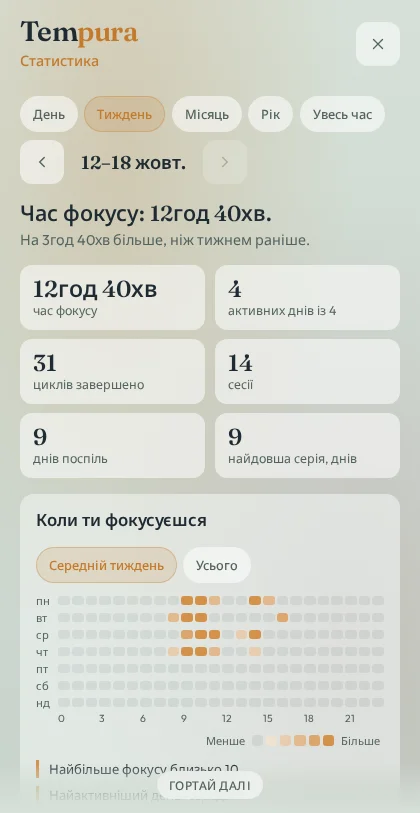 Tempura
Статистика
День Тиждень Місяць Рік Увесь час
12–18 жовт.
Час фокусу: 12год 40хв.
На 3год 40хв більше, ніж тижнем раніше.
12год 40хв
час фокусу
4
активних днів із 4
31
циклів завершено
14
сесії
9
днів поспіль
9
найдовша серія, днів
Коли ти фокусуєшся
Середній тиждень Усього
пн
вт
ср
чт
пт
сб
нд
0 3 6 9 12 15 18 21
Менше Більше
Найбільше фокусу близько 10
ГОРТАЙ ДАЛІ
Найактивніший